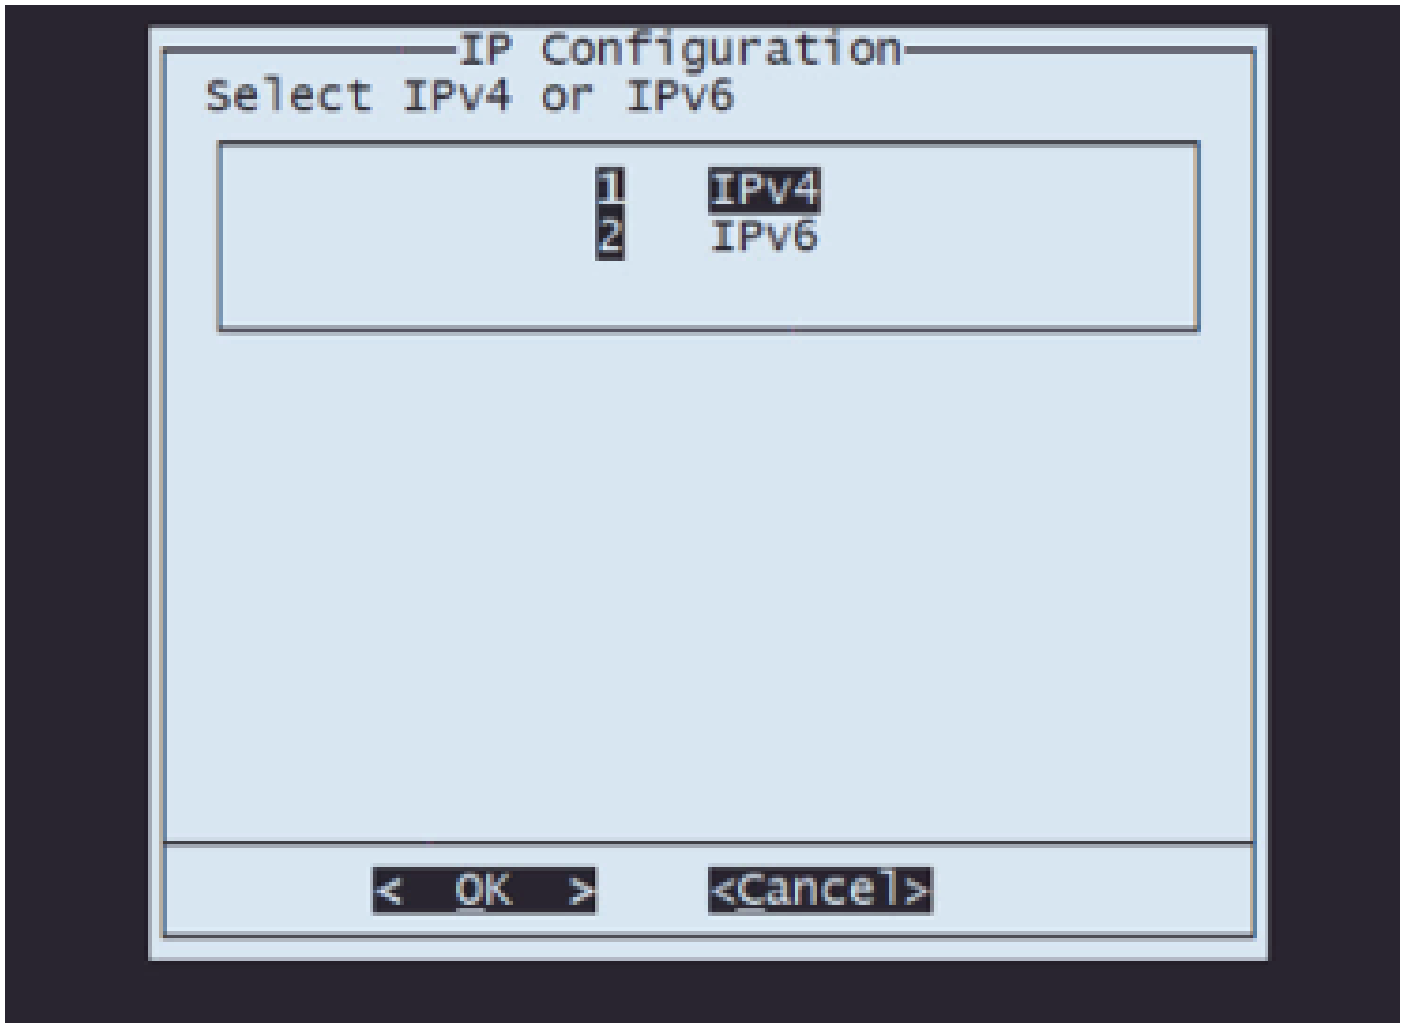 IP Configuration
Select IPv4 or IPv6
1 IPv4
2 IPv6
< OK > <Cancel>